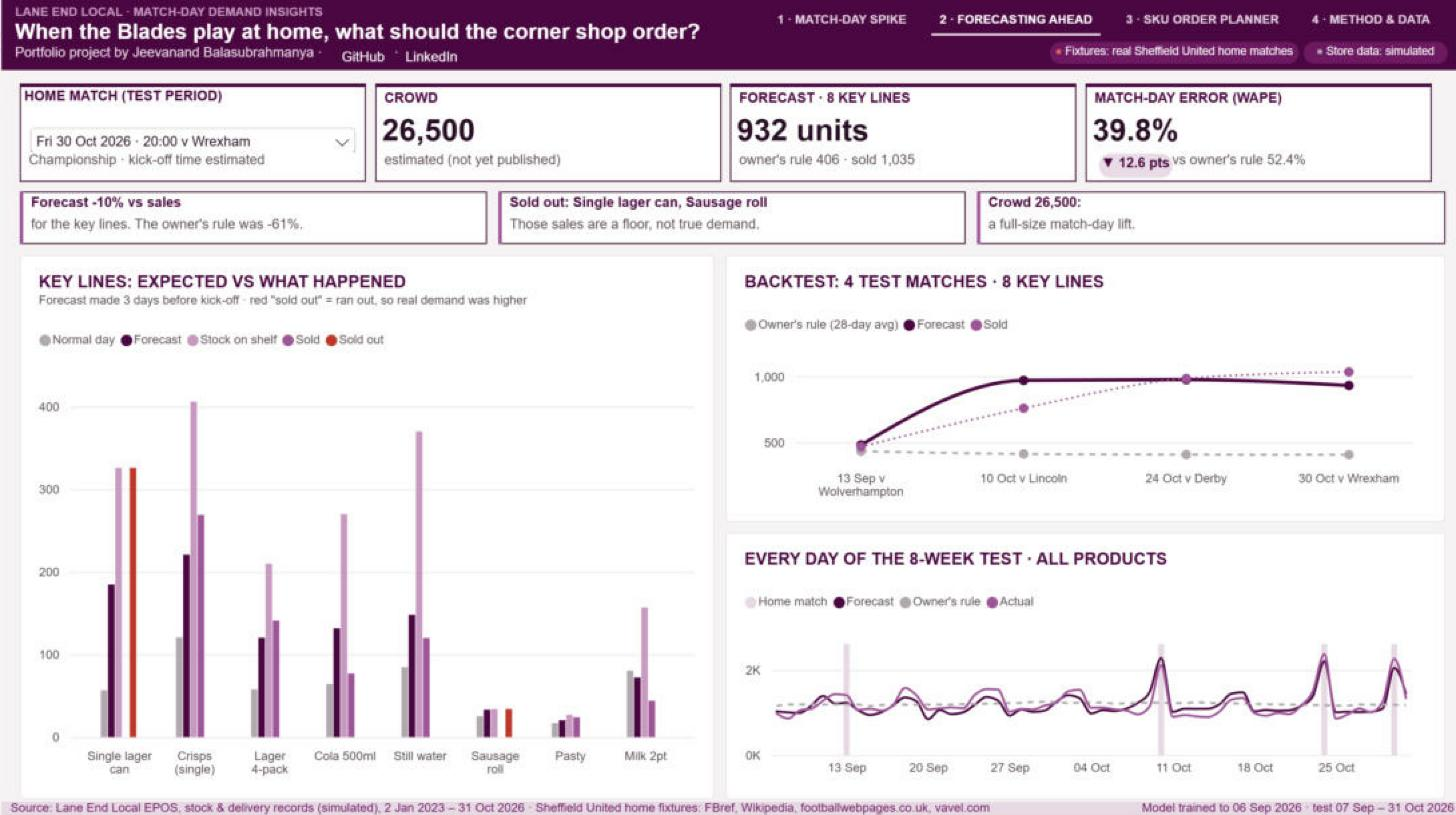 LANE END LOCAL · MATCH-DAY DEMAND INSIGHTS
When the Blades play at home, what should the corner shop order?
Portfolio project by Jeevanand Balasubrahmanya · GitHub · LinkedIn
1 · MATCH-DAY SPIKE 2 · FORECASTING AHEAD 3 · SKU ORDER PLANNER 4 · METHOD & DATA
Fixtures: real Sheffield United home matches Store data: simulated
HOME MATCH (TEST PERIOD)
Fri 30 Oct 2026 · 20:00 v Wrexham
Championship · kick-off time estimated
CROWD
26,500
estimated (not yet published)
FORECAST · 8 KEY LINES
932 units
owner's rule 406 · sold 1,035
MATCH-DAY ERROR (WAPE)
39.8%
▼ 12.6 pts vs owner's rule 52.4%
Forecast -10% vs sales
for the key lines. The owner's rule was -61%.
Sold out: Single lager can, Sausage roll
Those sales are a floor, not true demand.
Crowd 26,500:
a full-size match-day lift.
KEY LINES: EXPECTED VS WHAT HAPPENED
Forecast made 3 days before kick-off · red "sold out" = ran out, so real demand was higher
Normal day Forecast Stock on shelf Sold Sold out
400
300
200
100
0
Single lager can
Crisps (single)
Lager 4-pack
Cola 500ml
Still water
Sausage roll
Pasty
Milk 2pt
BACKTEST: 4 TEST MATCHES · 8 KEY LINES
Owner's rule (28-day avg) Forecast Sold
1,000
500
13 Sep v Wolverhampton
10 Oct v Lincoln
24 Oct v Derby
30 Oct v Wrexham
EVERY DAY OF THE 8-WEEK TEST · ALL PRODUCTS
Home match Forecast Owner's rule Actual
2K
0K
13 Sep 20 Sep 27 Sep 04 Oct 11 Oct 18 Oct 25 Oct
Source: Lane End Local EPOS, stock & delivery records (simulated), 2 Jan 2023 – 31 Oct 2026 · Sheffield United home fixtures: FBref, Wikipedia, footballwebpages.co.uk, vavel.com
Model trained to 06 Sep 2026 · test 07 Sep – 31 Oct 2026